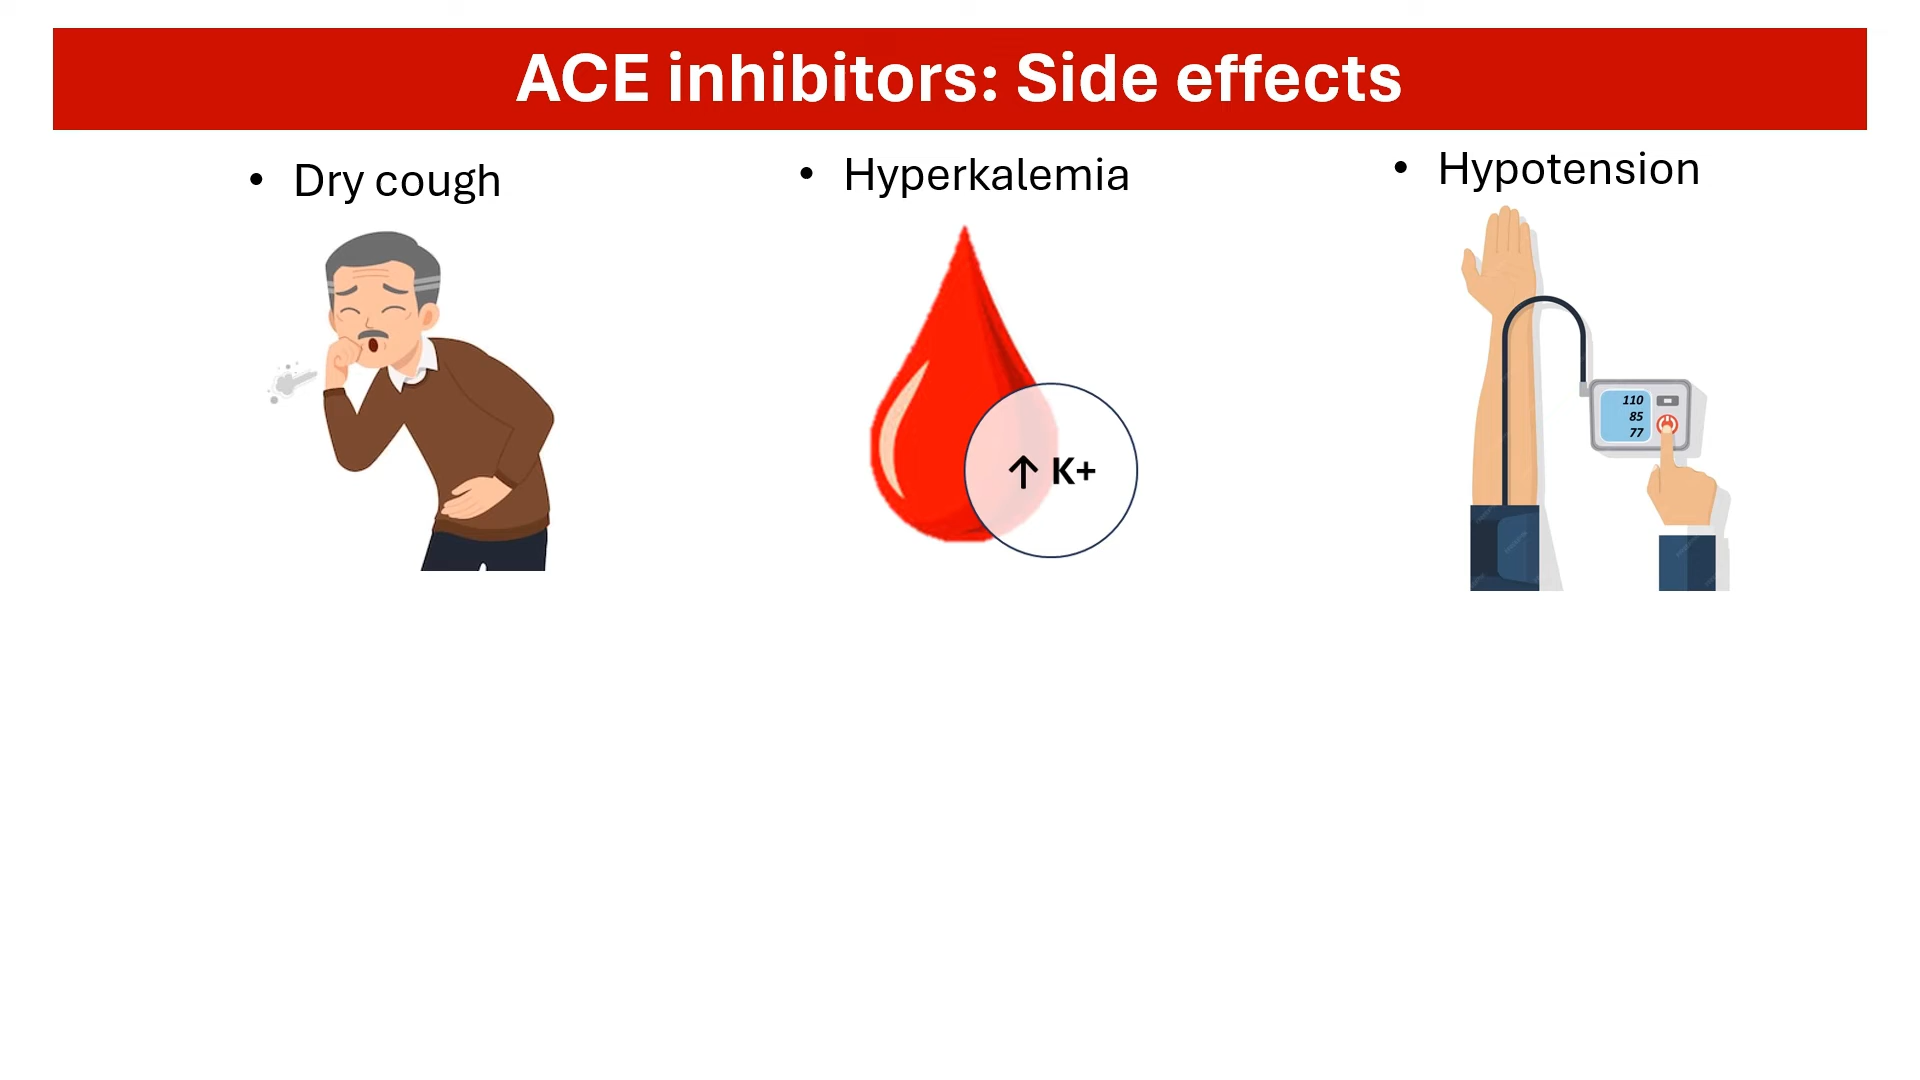 ACE inhibitors: Side effects
• Dry cough
• Hyperkalemia
• Hypotension
↑ K+
110
85
77